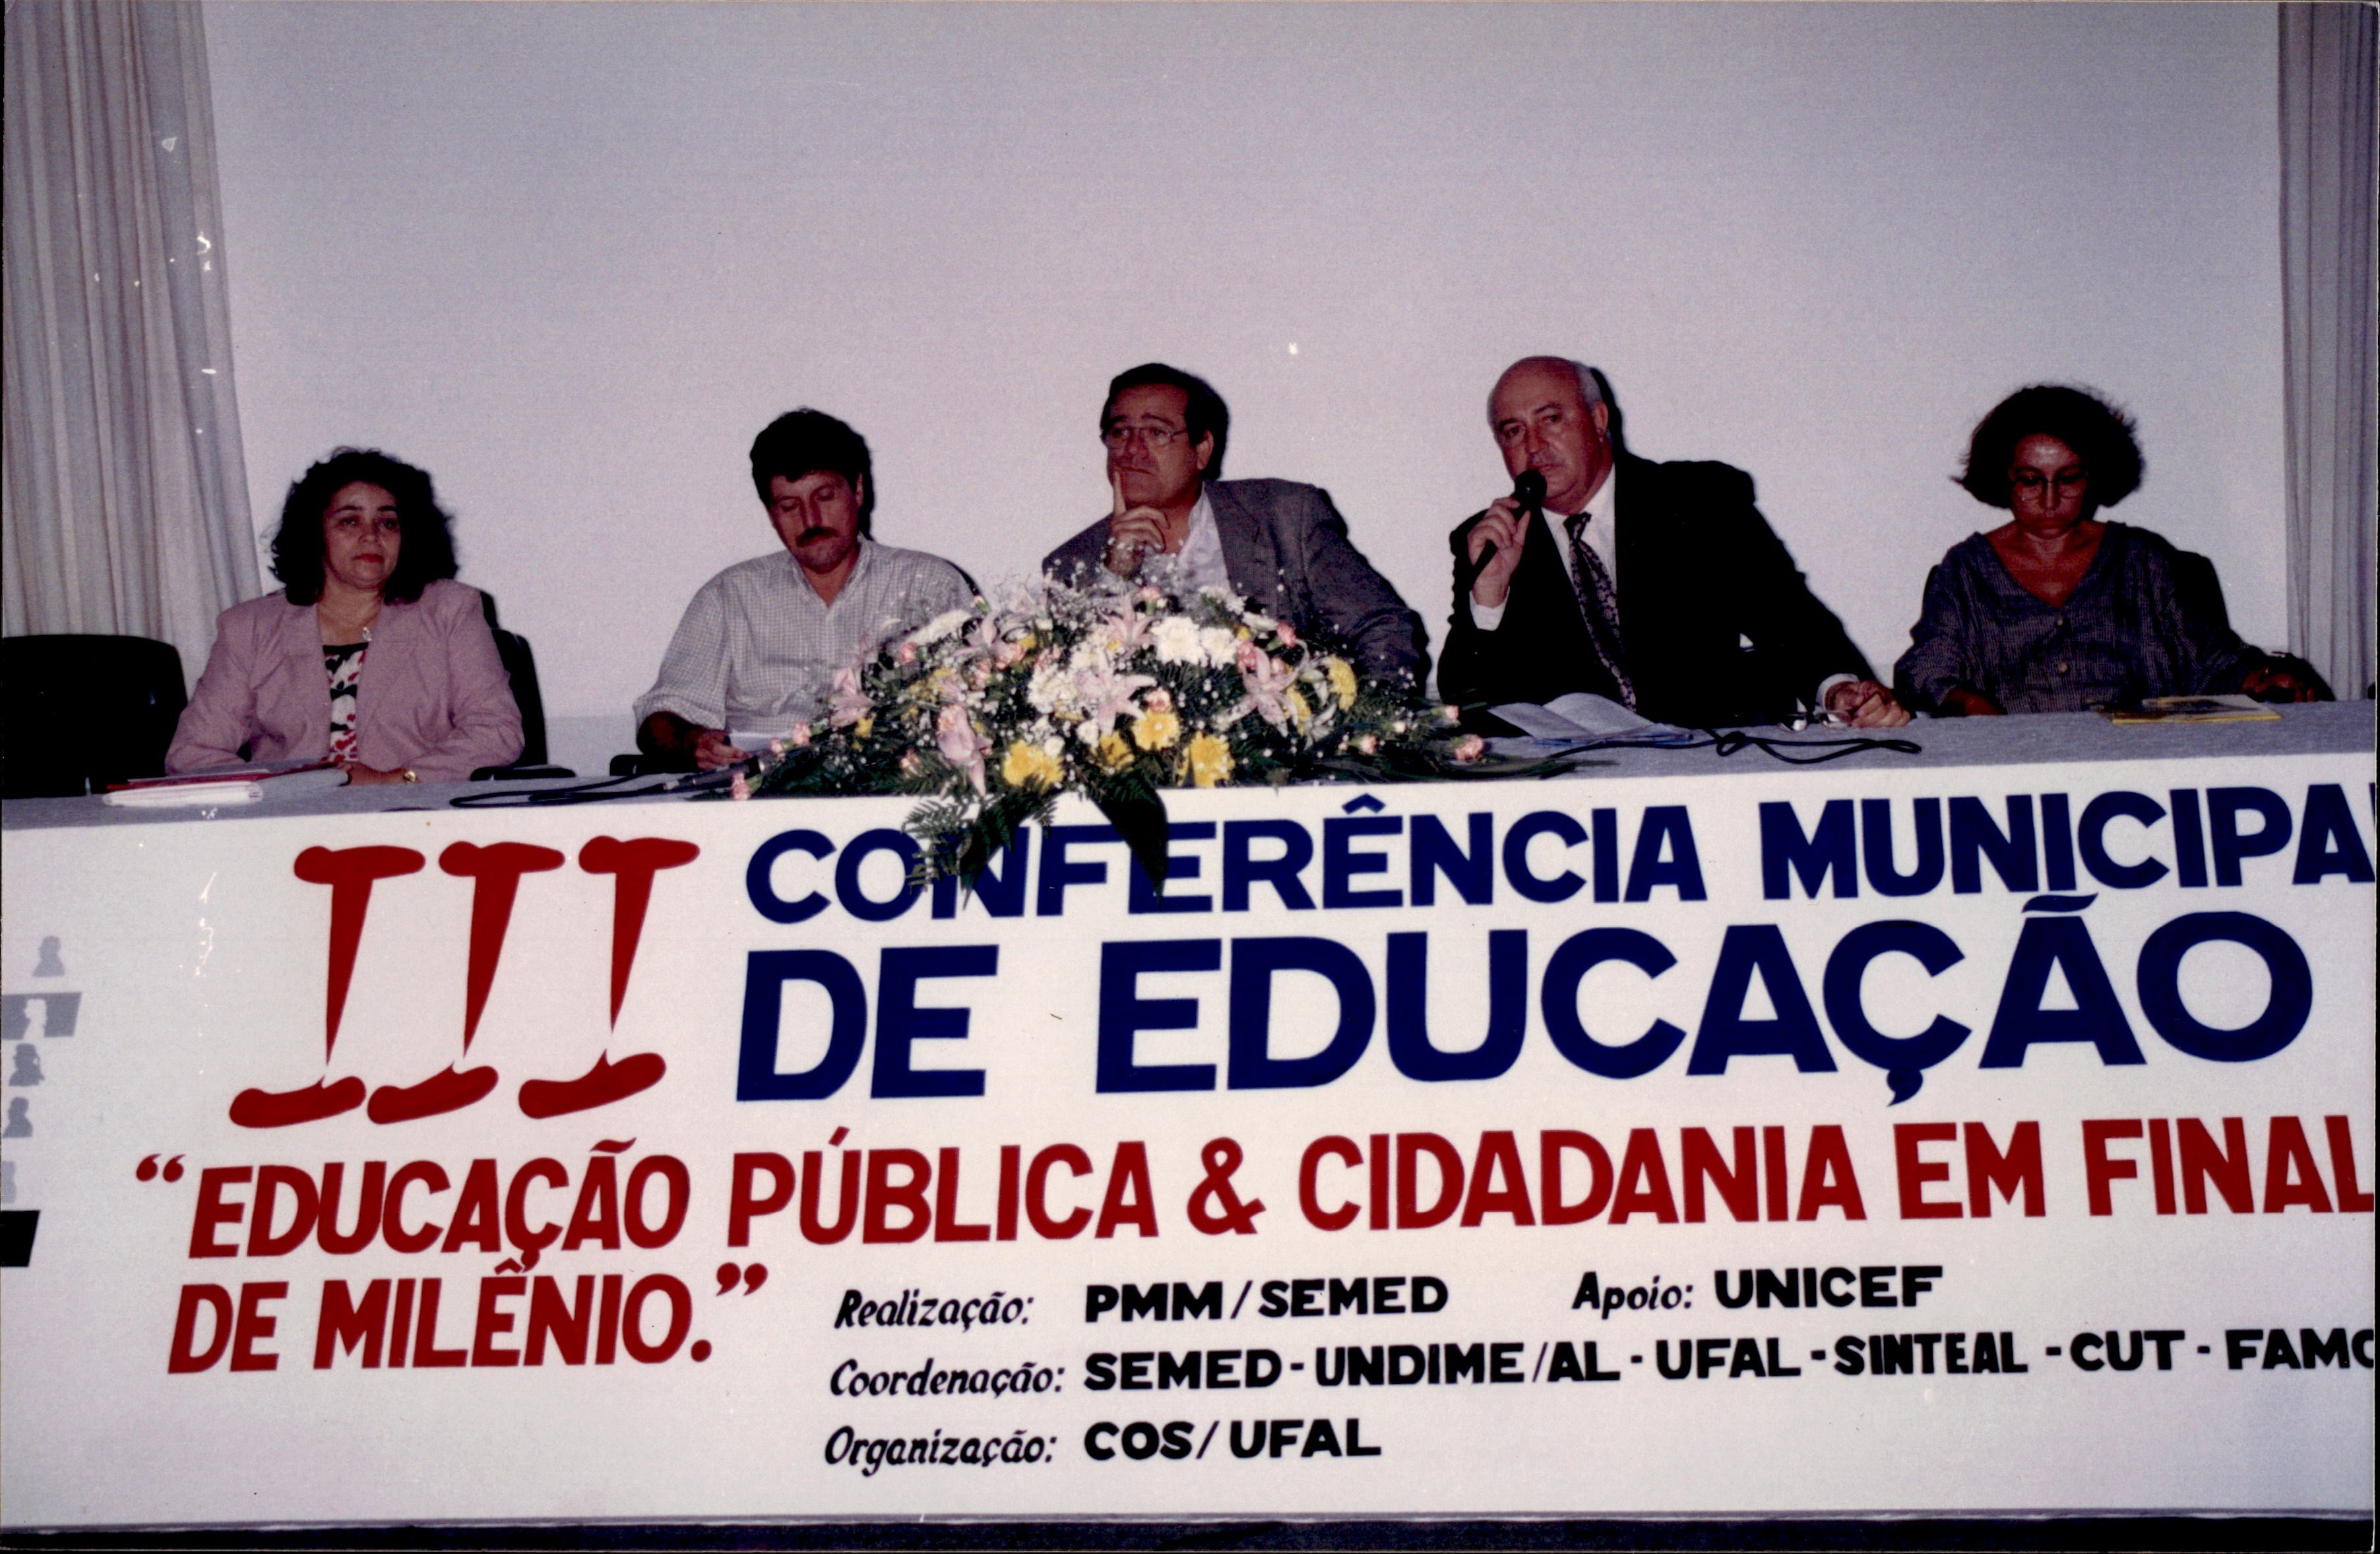 III CONFERÊNCIA MUNICIPA
DE EDUCAÇÃO
“EDUCAÇÃO PÚBLICA & CIDADANIA EM FINAL
DE MILÊNIO.”
Realização: PMM/SEMED Apoio: UNICEF
Coordenação: SEMED-UNDIME/AL-UFAL-SINTEAL-CUT-FAMC
Organização: COS/UFAL